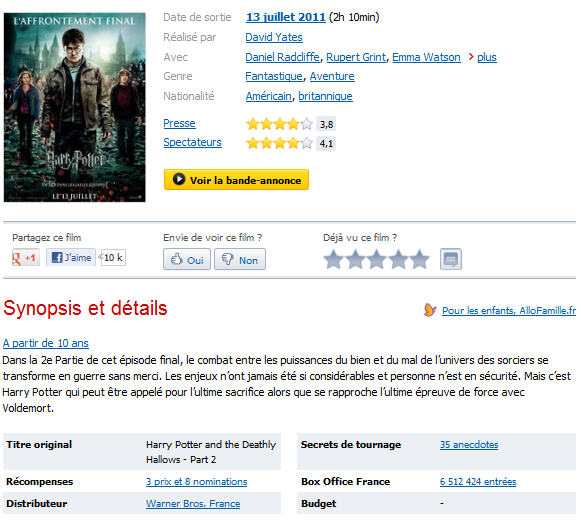 L'AFFRONTEMENT FINAL
Harry Potter
LE 13 JUILLET
Date de sortie 13 juillet 2011 (2h 10min)
Réalisé par David Yates
Avec Daniel Radcliffe, Rupert Grint, Emma Watson > plus
Genre Fantastique, Aventure
Nationalité Américain, britannique
Presse 3,8
Spectateurs 4,1
Voir la bande-annonce
Partagez ce film
g +1 f J'aime 10 k
Envie de voir ce film ?
Oui Non
Déjà vu ce film ?
Synopsis et détails
Pour les enfants, AlloFamille.fr
A partir de 10 ans
Dans la 2e Partie de cet épisode final, le combat entre les puissances du bien et du mal de l'univers des sorciers se
transforme en guerre sans merci. Les enjeux n'ont jamais été si considérables et personne n'est en sécurité. Mais c'est
Harry Potter qui peut être appelé pour l'ultime sacrifice alors que se rapproche l'ultime épreuve de force avec
Voldemort.
Titre original Harry Potter and the Deathly
Hallows - Part 2
Secrets de tournage 35 anecdotes
Récompenses 3 prix et 8 nominations
Box Office France 6 512 424 entrées
Distributeur Warner Bros. France
Budget -